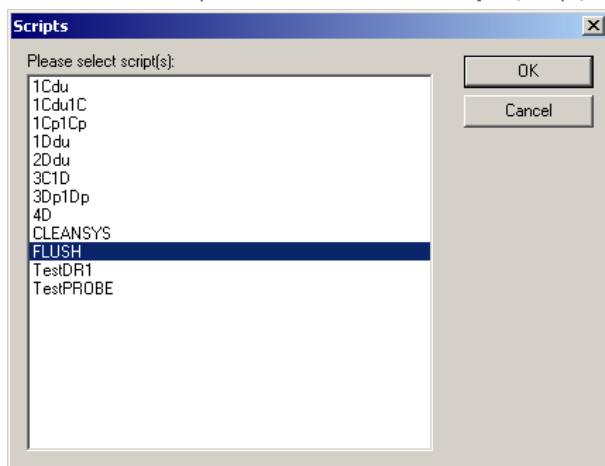 Scripts
Please select script(s):
OK
1Cdu
Cancel
1Cdu1C
1Cp1Cp
1Ddu
2Ddu
3C1D
3Dp1Dp
4D
CLEANSYS
FLUSH
TestDR1
TestPROBE